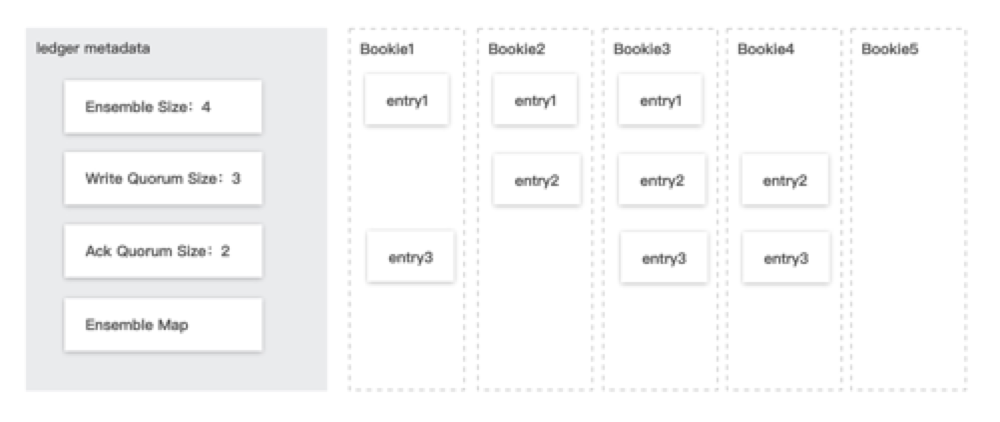 ledger metadata
Ensemble Size：4
Write Quorum Size：3
Ack Quorum Size：2
Ensemble Map
Bookie1 Bookie2 Bookie3 Bookie4 Bookie5
entry1 entry1 entry1
entry2 entry2 entry2
entry3 entry3 entry3